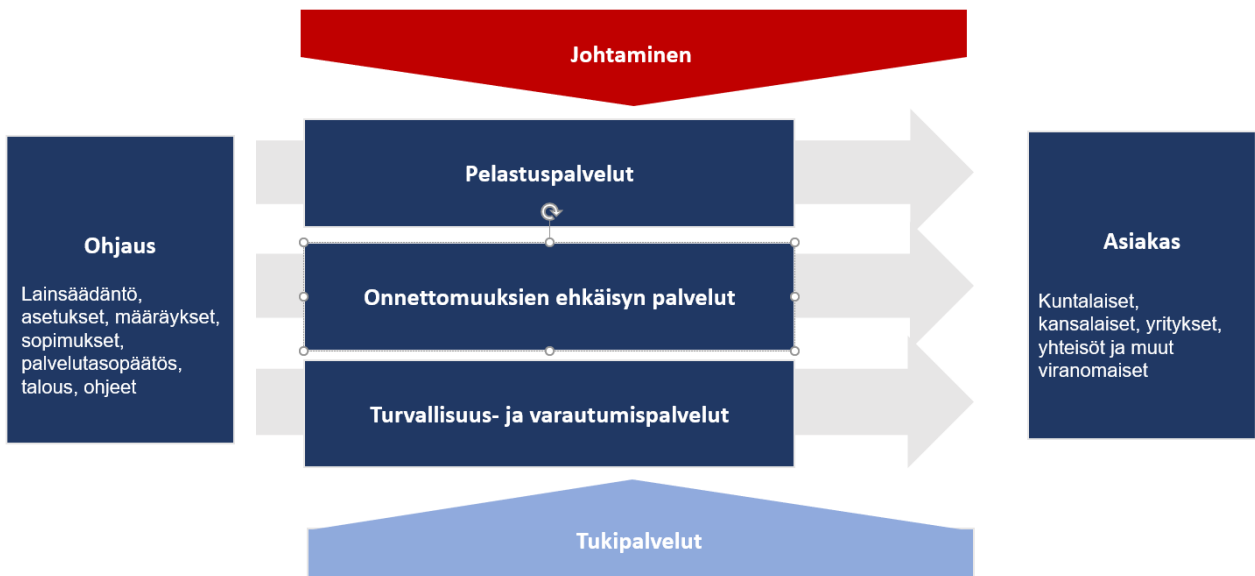 Johtaminen
Pelastuspalvelut
Ohjaus
Lainsäädäntö,
asetukset, määräykset,
sopimukset,
palvelutasopäätös,
talous, ohjeet
Onnettomuuksien ehkäisyn palvelut
Asiakas
Kuntalaiset,
kansalaiset, yritykset,
yhteisöt ja muut
viranomaiset
Turvallisuus- ja varautumispalvelut
Tukipalvelut